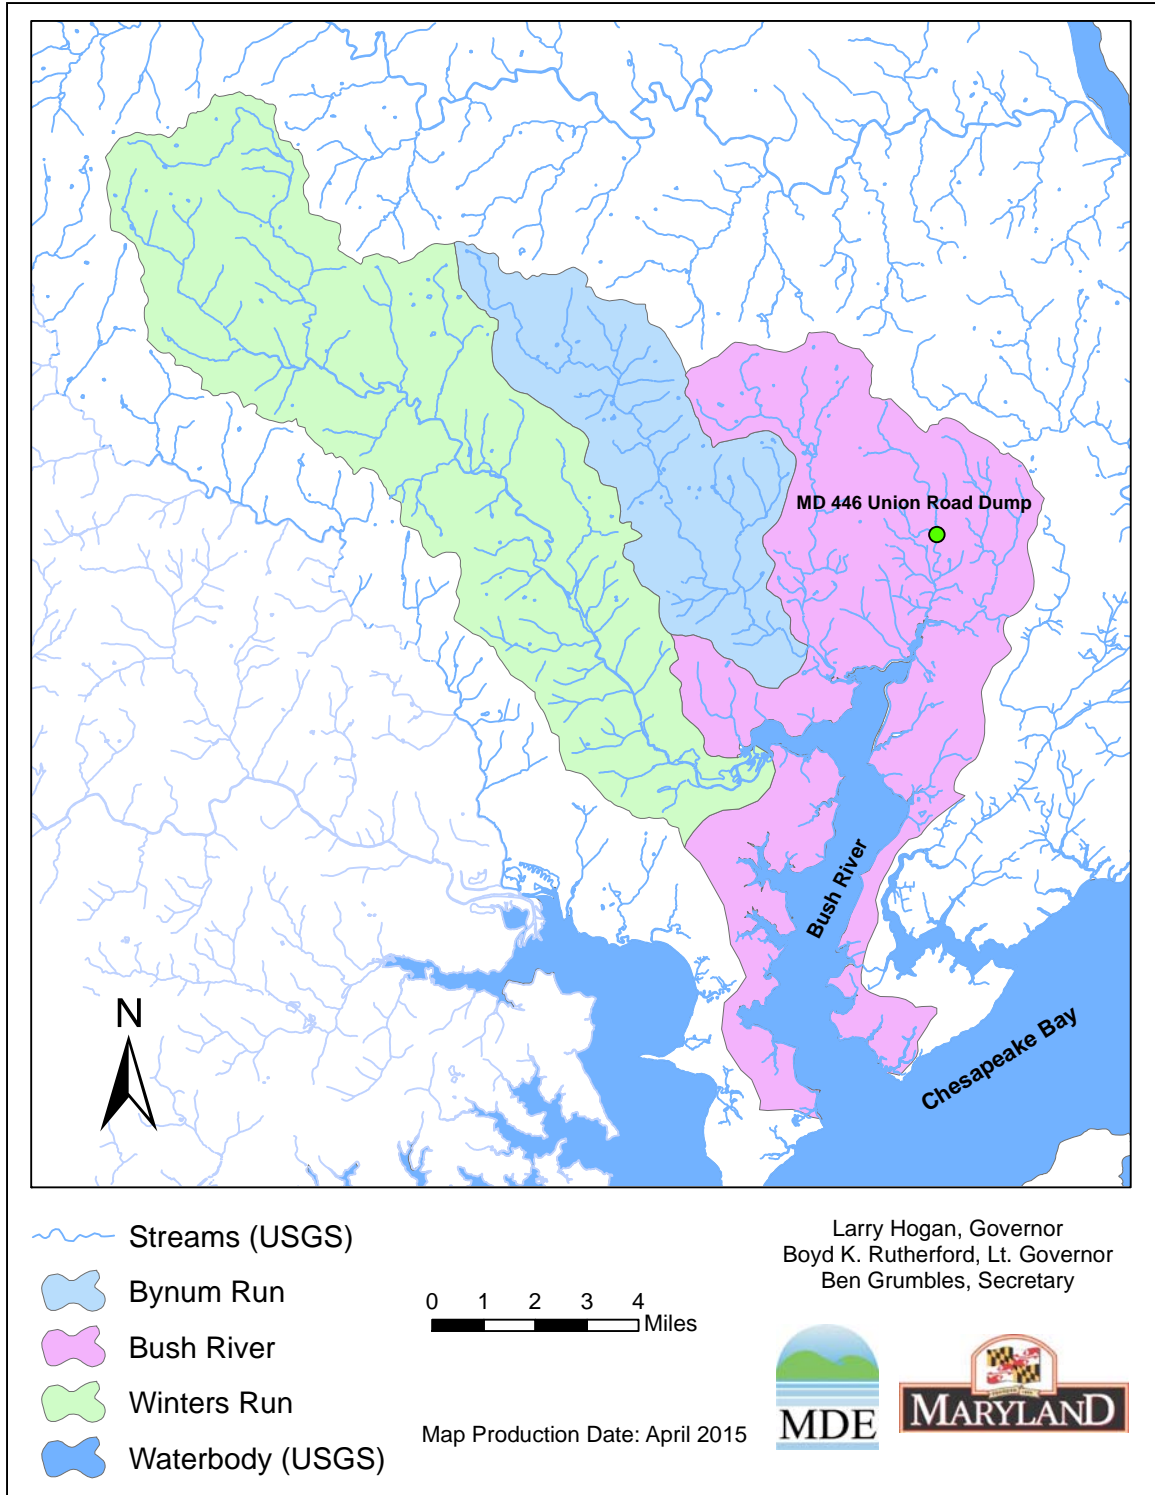 MD 446 Union Road Dump
Bush River
Chesapeake Bay
N
Streams (USGS)
Bynum Run
Bush River
Winters Run
Waterbody (USGS)
0 1 2 3 4
Miles
Map Production Date: April 2015
Larry Hogan, Governor
Boyd K. Rutherford, Lt. Governor
Ben Grumbles, Secretary
MDE
MARYLAND